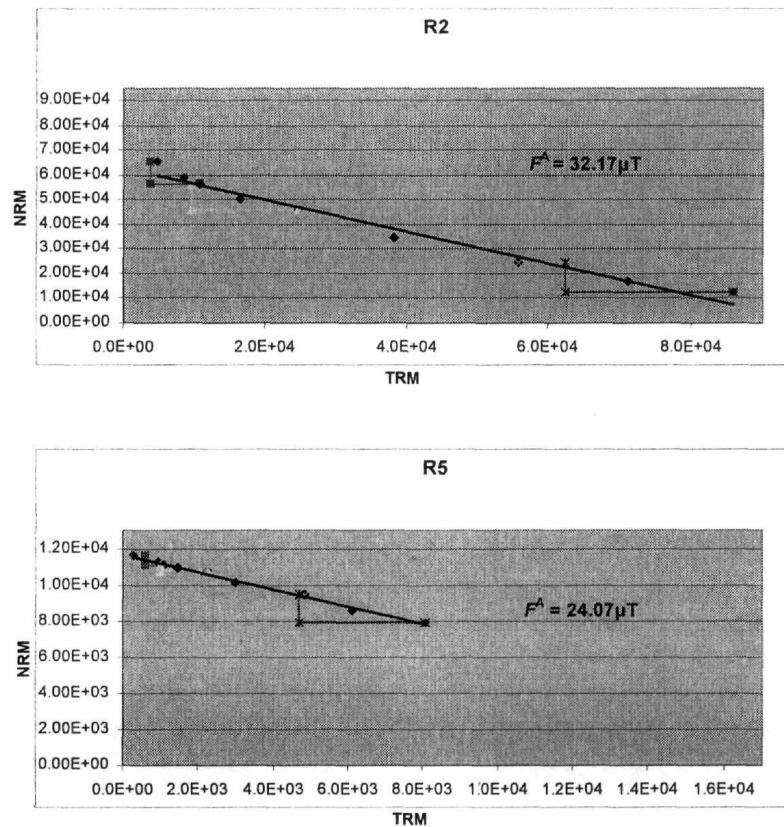 R2
9.00E+04
8.00E+04
7.00E+04
6.00E+04
5.00E+04
4.00E+04
3.00E+04
2.00E+04
1.00E+04
0.00E+00
NRM
F^A = 32.17µT
0.0E+00 2.0E+04 4.0E+04 6.0E+04 8.0E+04
TRM
R5
1.20E+04
1.00E+04
8.00E+03
6.00E+03
4.00E+03
2.00E+03
0.00E+00
NRM
F^A = 24.07µT
0.0E+00 2.0E+03 4.0E+03 6.0E+03 8.0E+03 1.0E+04 1.2E+04 1.4E+04 1.6E+04
TRM